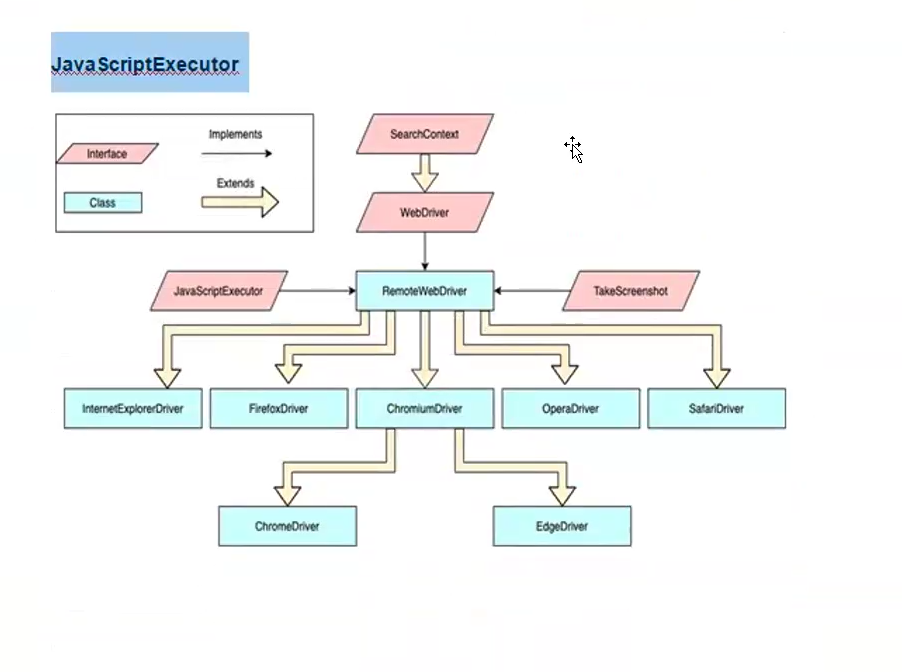 JavaScriptExecutor
Implements
Interface
Extends
Class
SearchContext
WebDriver
JavaScriptExecutor
RemoteWebDriver
TakeScreenshot
InternetExplorerDriver
FirefoxDriver
ChromiumDriver
OperaDriver
SafariDriver
ChromeDriver
EdgeDriver